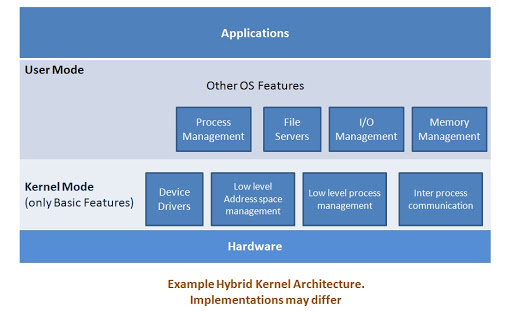 Applications
User Mode
Other OS Features
Process
Management
File
Servers
I/O
Management
Memory
Management
Kernel Mode
(only Basic Features)
Device
Drivers
Low level
Address space
management
Low level process
management
Inter process
communication
Hardware
Example Hybrid Kernel Architecture.
Implementations may differ